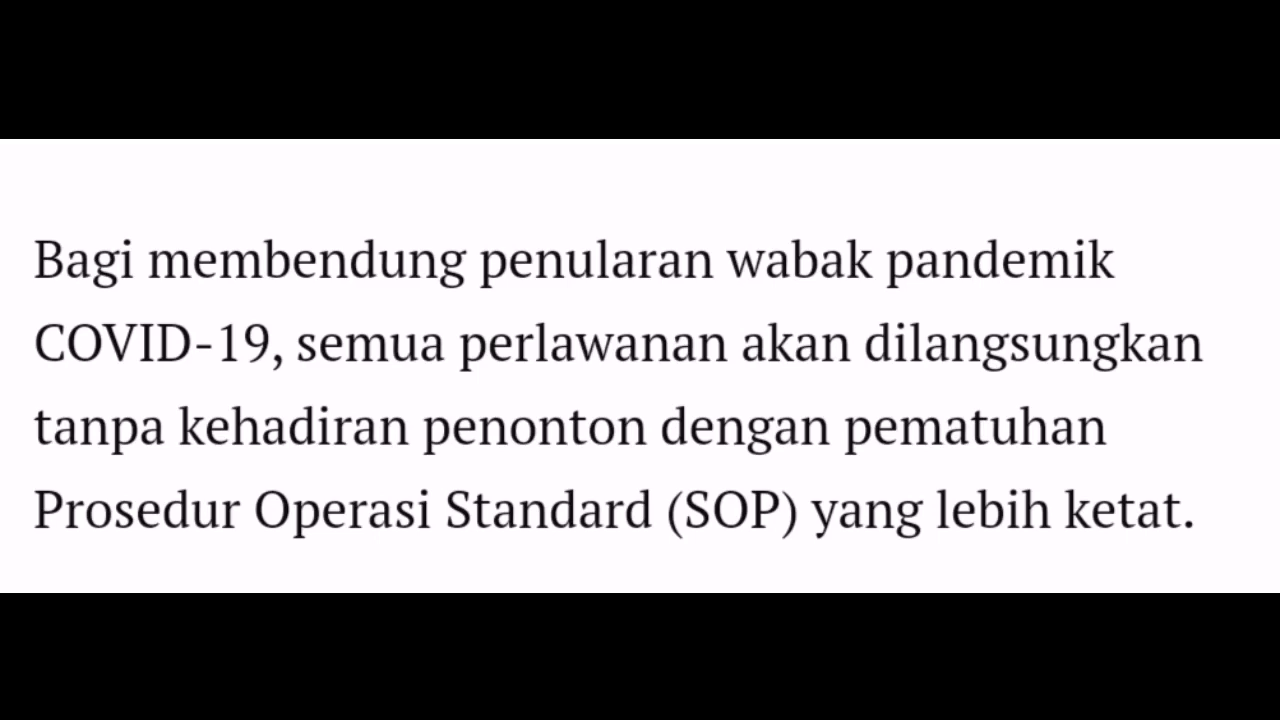 Bagi membendung penularan wabak pandemik
COVID-19, semua perlawanan akan dilangsungkan
tanpa kehadiran penonton dengan pematuhan
Prosedur Operasi Standard (SOP) yang lebih ketat.